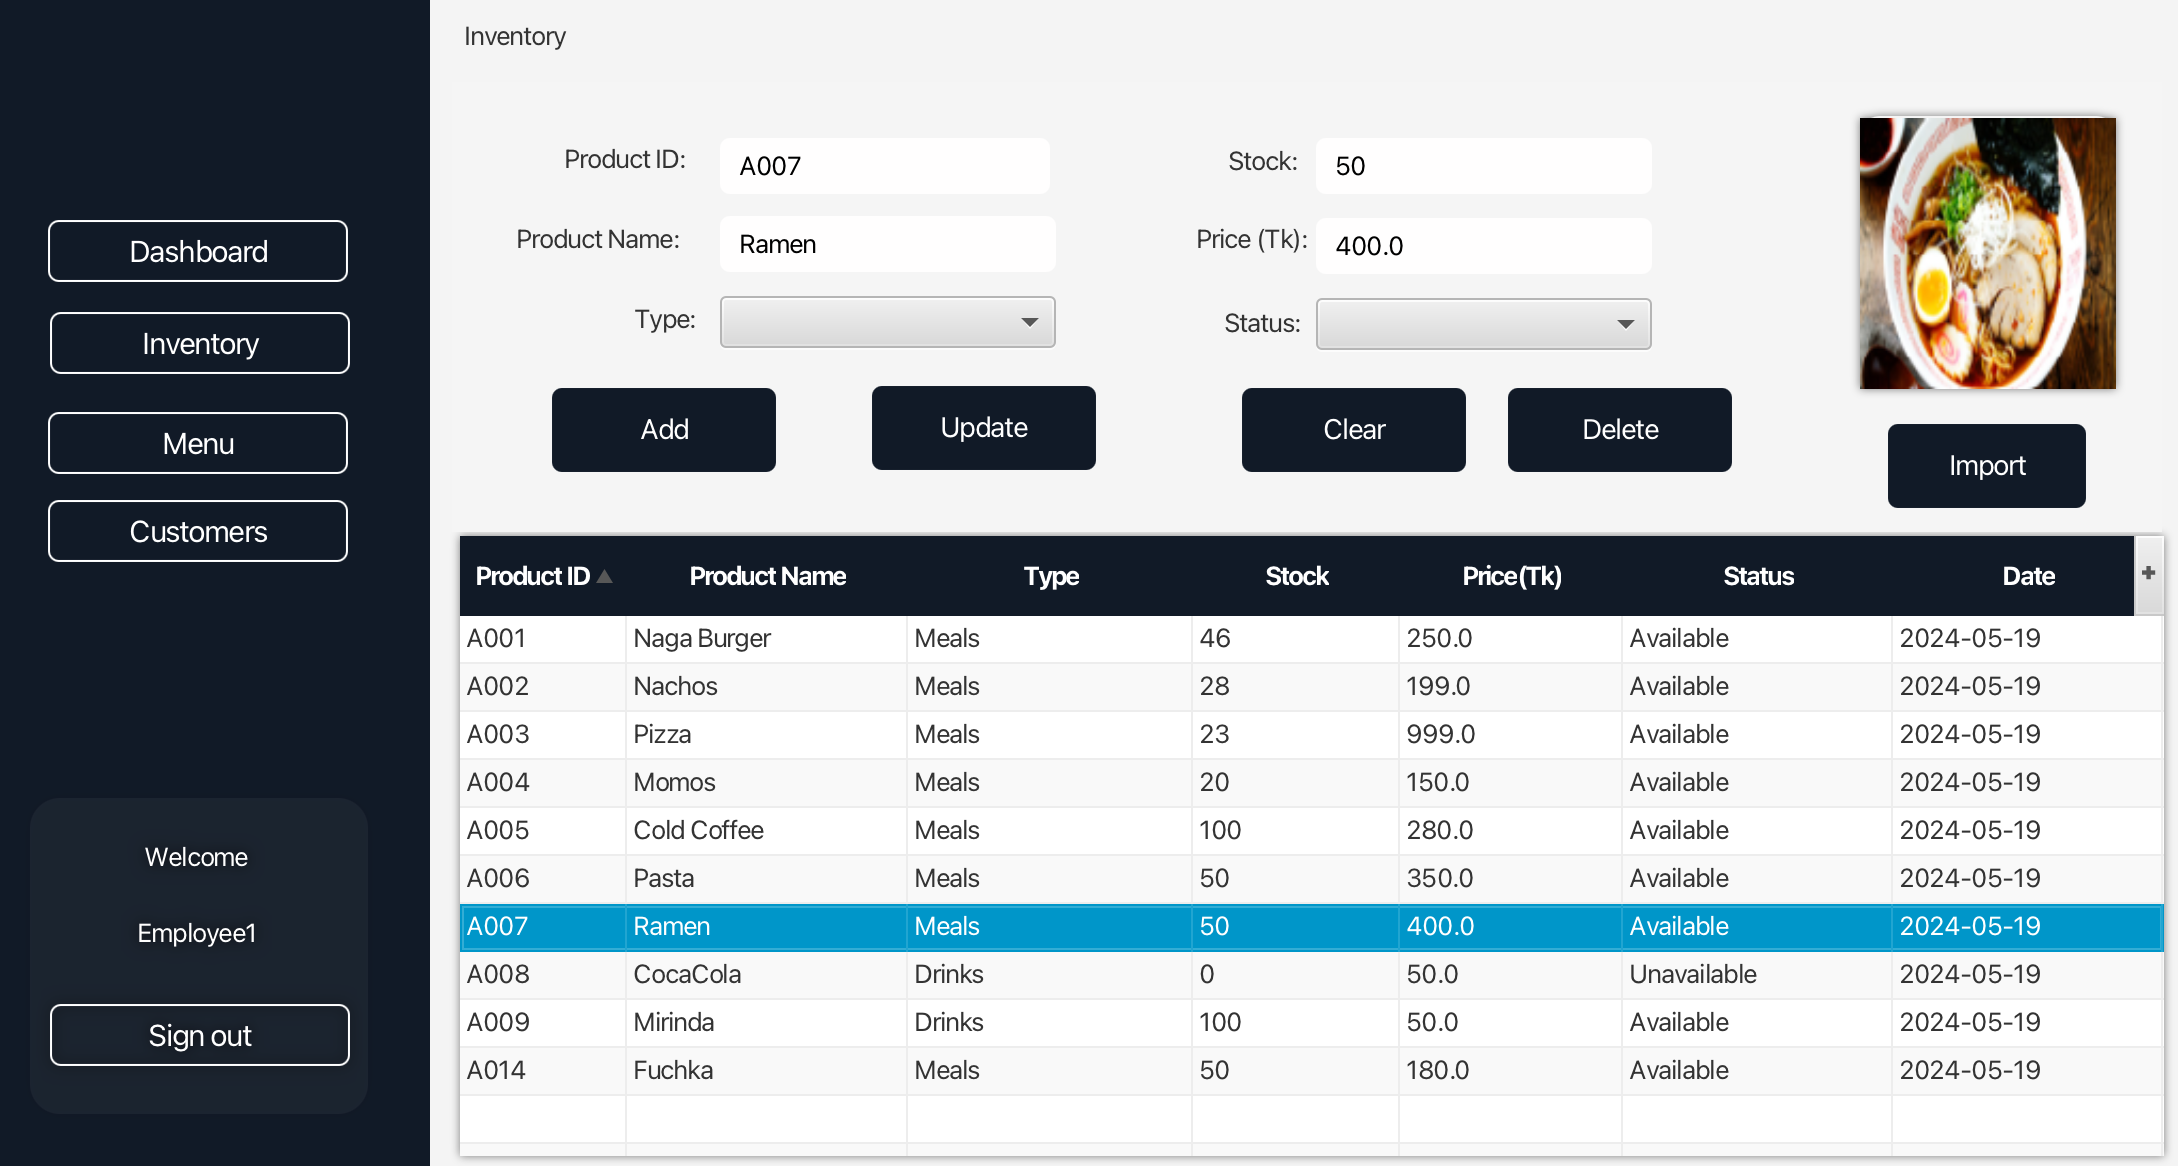 Dashboard
Inventory
Menu
Customers
Welcome
Employee1
Sign out
Inventory
Product ID: A007 Stock: 50
Product Name: Ramen Price (Tk): 400.0
Type: Status:
Add Update Clear Delete Import
Product ID Product Name Type Stock Price(Tk) Status Date +
A001 Naga Burger Meals 46 250.0 Available 2024-05-19
A002 Nachos Meals 28 199.0 Available 2024-05-19
A003 Pizza Meals 23 999.0 Available 2024-05-19
A004 Momos Meals 20 150.0 Available 2024-05-19
A005 Cold Coffee Meals 100 280.0 Available 2024-05-19
A006 Pasta Meals 50 350.0 Available 2024-05-19
A007 Ramen Meals 50 400.0 Available 2024-05-19
A008 CocaCola Drinks 0 50.0 Unavailable 2024-05-19
A009 Mirinda Drinks 100 50.0 Available 2024-05-19
A014 Fuchka Meals 50 180.0 Available 2024-05-19